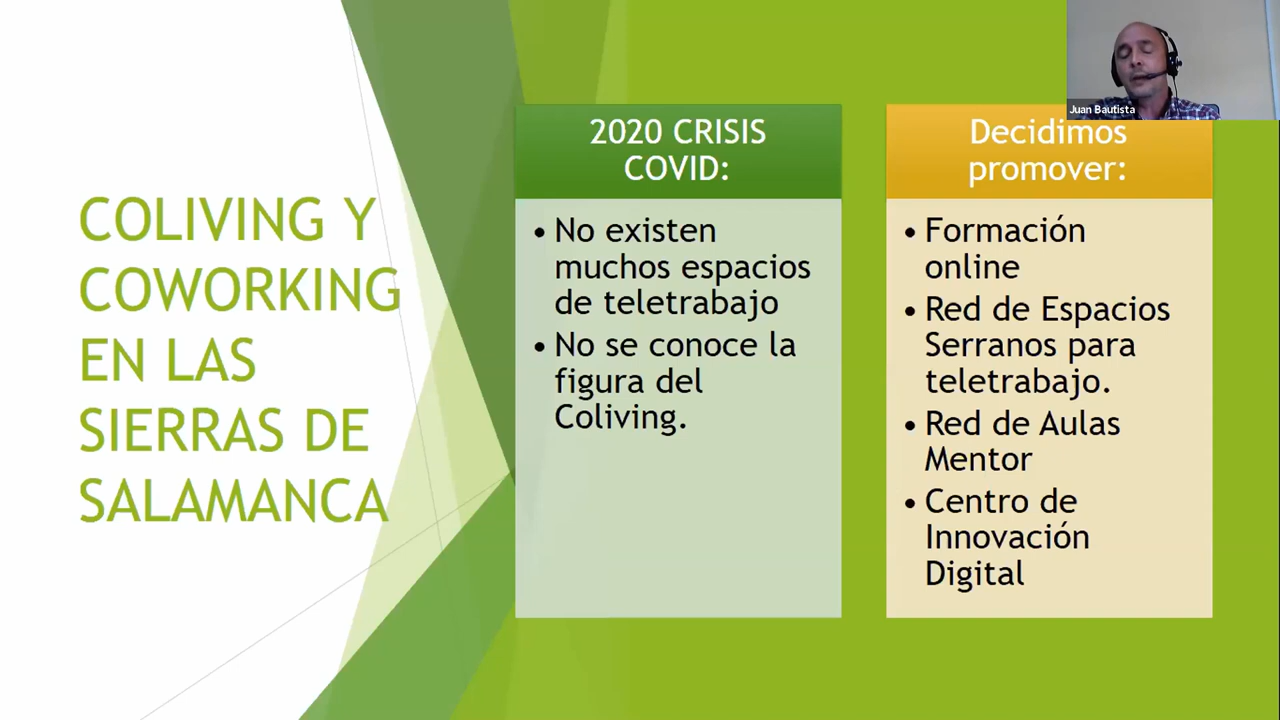 COLIVING Y
COWORKING
EN LAS
SIERRAS DE
SALAMANCA
2020 CRISIS
COVID:
• No existen
muchos espacios
de teletrabajo
• No se conoce la
figura del
Coliving.
Decidimos
promover:
• Formación
online
• Red de Espacios
Serranos para
teletrabajo.
• Red de Aulas
Mentor
• Centro de
Innovación
Digital
Juan Bautista